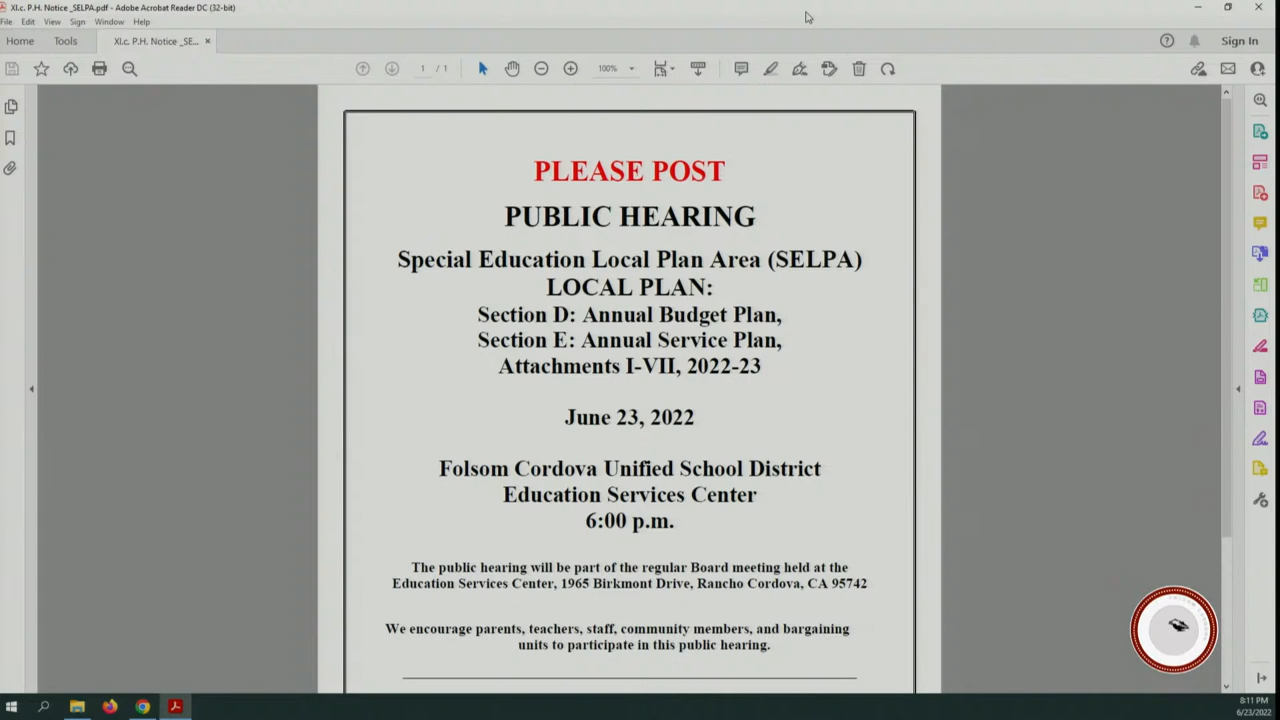 XI.c. P.H. Notice _SELPA.pdf - Adobe Acrobat Reader DC (32-bit)
File Edit View Sign Window Help
Home Tools XI.c. P.H. Notice _SE... × Sign In
1 / 1 100%
PLEASE POST
PUBLIC HEARING
Special Education Local Plan Area (SELPA)
LOCAL PLAN:
Section D: Annual Budget Plan,
Section E: Annual Service Plan,
Attachments I-VII, 2022-23
June 23, 2022
Folsom Cordova Unified School District
Education Services Center
6:00 p.m.
The public hearing will be part of the regular Board meeting held at the
Education Services Center, 1965 Birkmont Drive, Rancho Cordova, CA 95742
We encourage parents, teachers, staff, community members, and bargaining
units to participate in this public hearing.
8:11 PM
6/23/2022